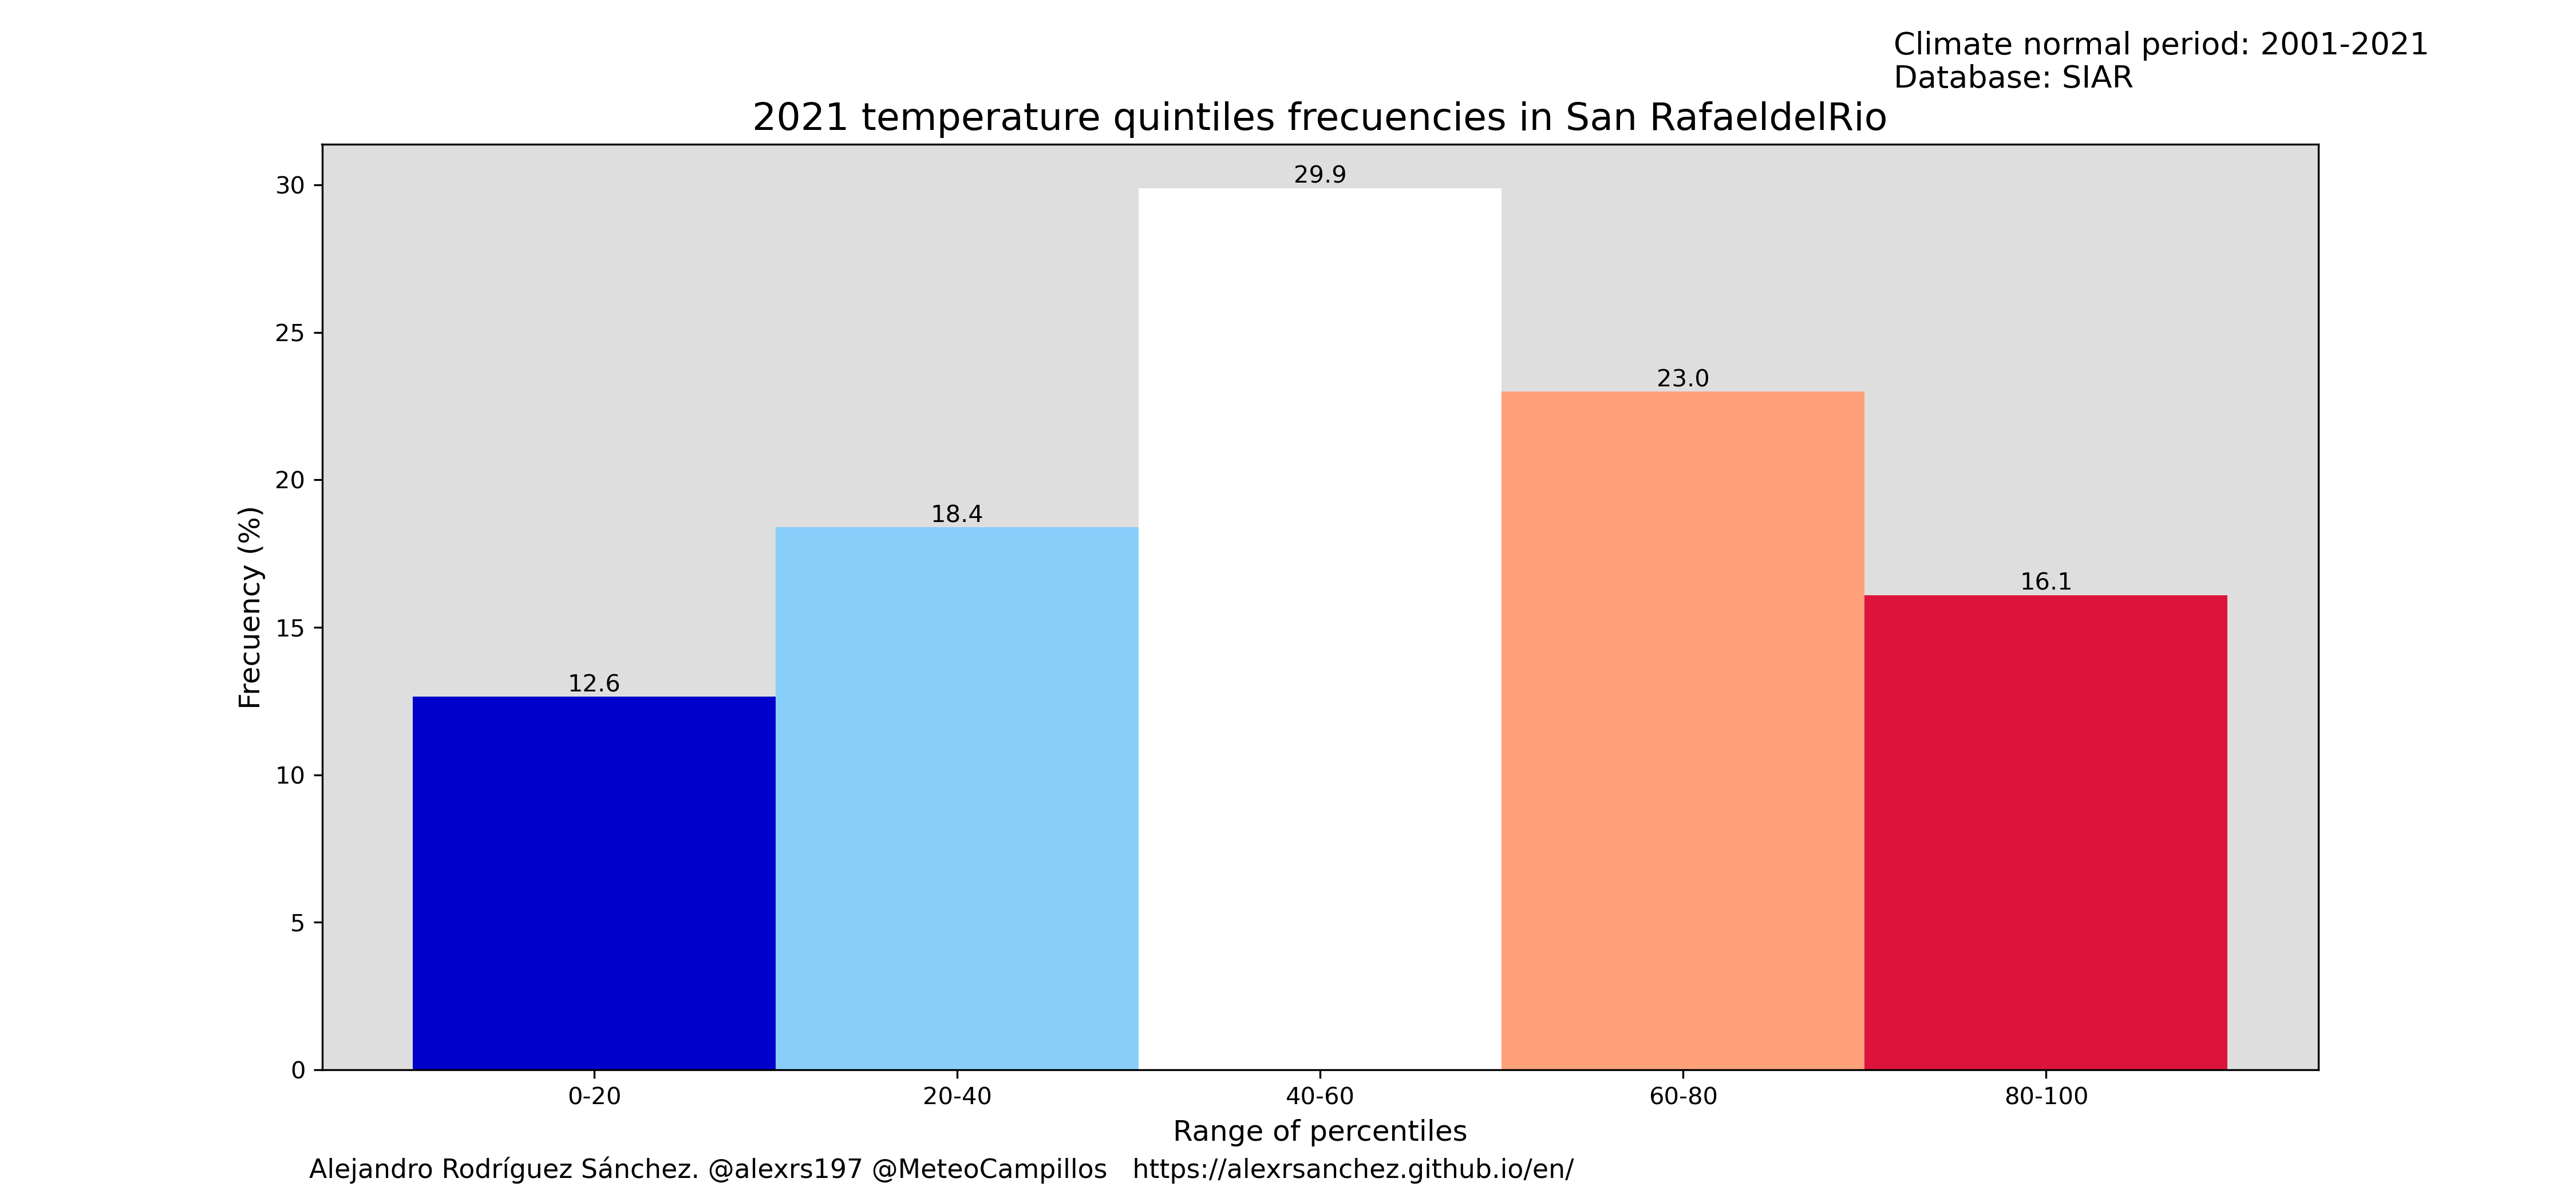 Climate normal period: 2001-2021
Database: SIAR
2021 temperature quintiles frecuencies in San RafaeldelRio
29.9
30
25
23.0
20
18.4
16.1
15
12.6
10
5
0
Frecuency (%)
0-20 20-40 40-60 60-80 80-100
Range of percentiles
Alejandro Rodríguez Sánchez. @alexrs197 @MeteoCampillos https://alexrsanchez.github.io/en/